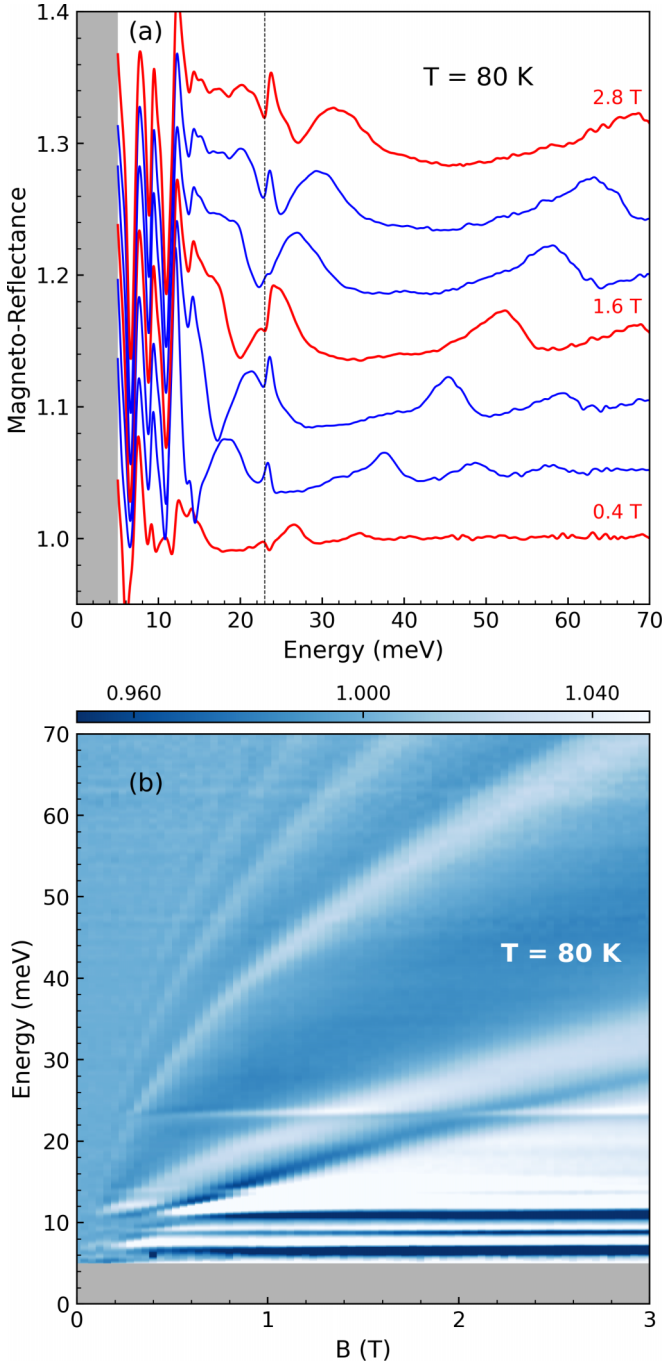 1.4
(a)
T = 80 K
2.8 T
1.3
1.2
1.6 T
1.1
0.4 T
1.0
Magneto-Reflectance
0 10 20 30 40 50 60 70
Energy (meV)
0.960 1.000 1.040
70
(b)
60
50
T = 80 K
40
30
20
10
0
Energy (meV)
0 1 2 3
B (T)